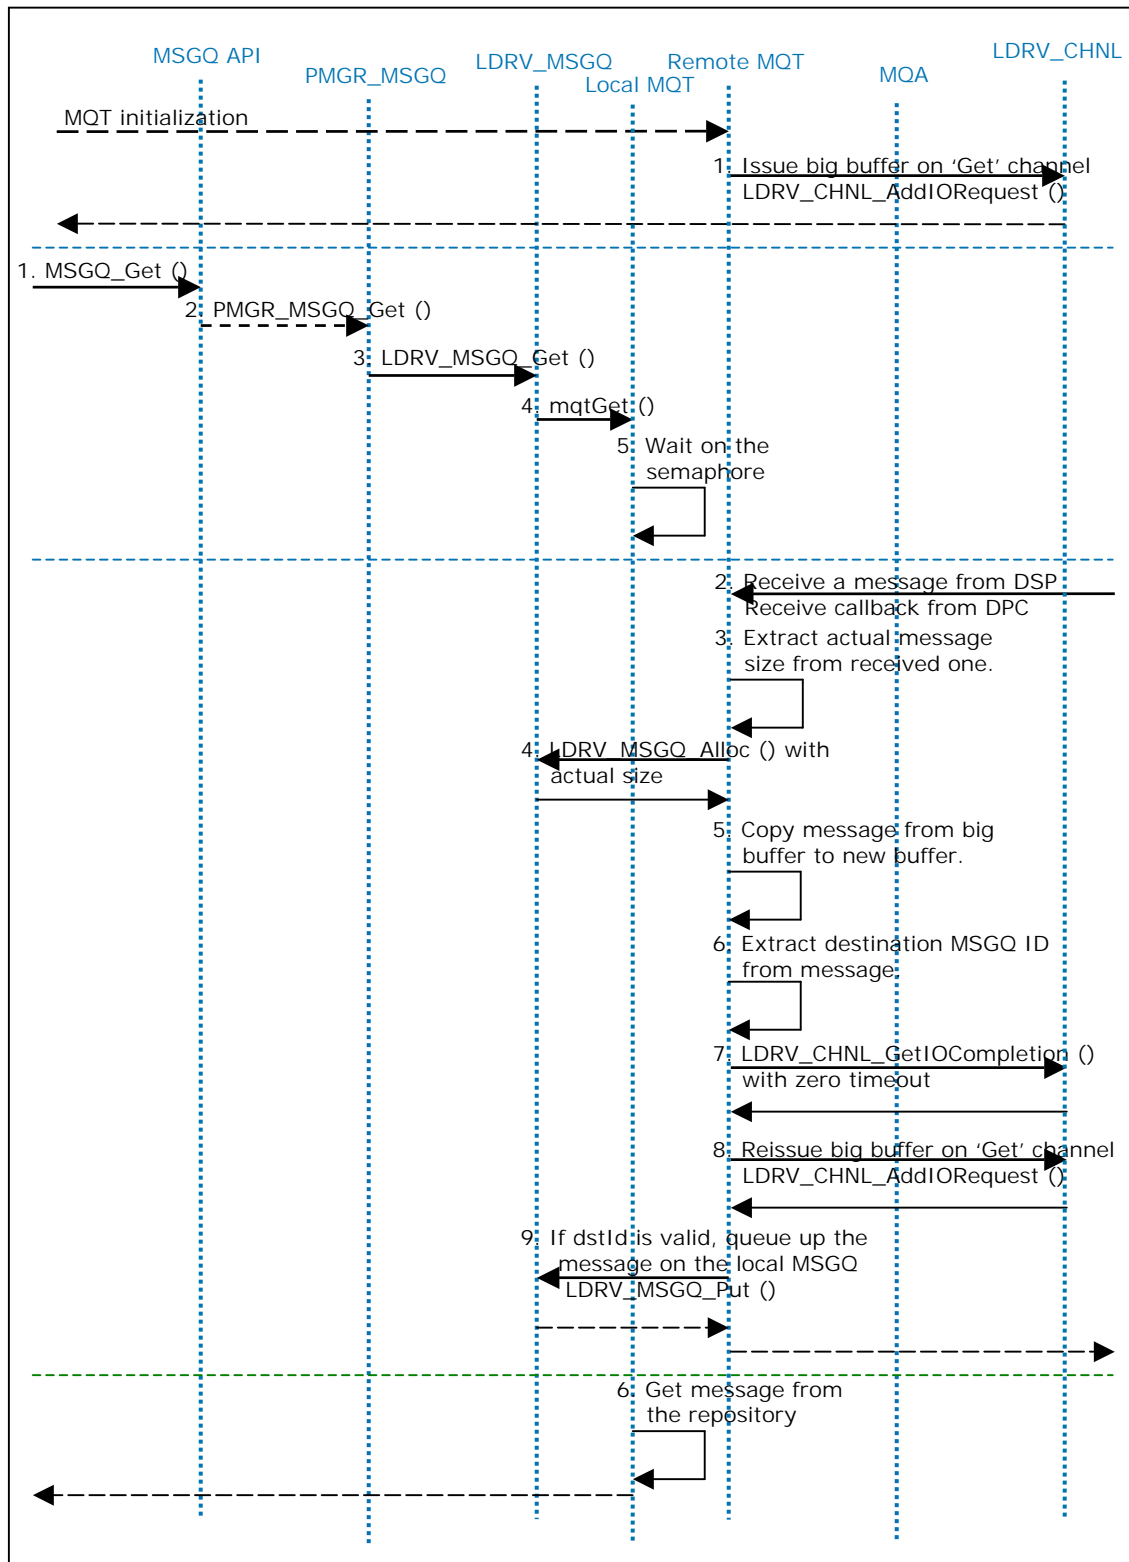 MSGQ API
PMGR_MSGQ
LDRV_MSGQ
Local MQT
Remote MQT
MQA
LDRV_CHNL
MQT initialization
1. Issue big buffer on ‘Get’ channel
LDRV_CHNL_AddIORequest ()
1. MSGQ_Get ()
2. PMGR_MSGQ_Get ()
3. LDRV_MSGQ_Get ()
4. mqtGet ()
5. Wait on the
semaphore
2. Receive a message from DSP
Receive callback from DPC
3. Extract actual message
size from received one.
4. LDRV_MSGQ_Alloc () with
actual size
5. Copy message from big
buffer to new buffer.
6. Extract destination MSGQ ID
from message.
7. LDRV_CHNL_GetIOCompletion ()
with zero timeout
8. Reissue big buffer on ‘Get’ channel
LDRV_CHNL_AddIORequest ()
9. If dstId is valid, queue up the
message on the local MSGQ
LDRV_MSGQ_Put ()
6. Get message from
the repository